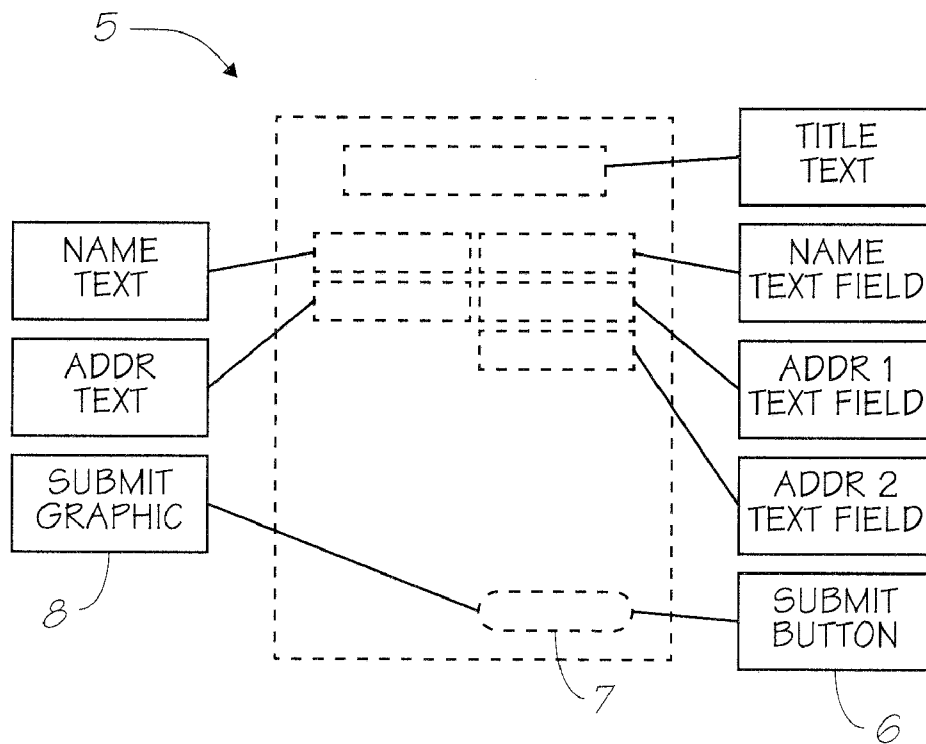 5
TITLE
TEXT
NAME
TEXT
NAME
TEXT FIELD
ADDR
TEXT
ADDR 1
TEXT FIELD
SUBMIT
GRAPHIC
ADDR 2
TEXT FIELD
8
SUBMIT
BUTTON
7
6